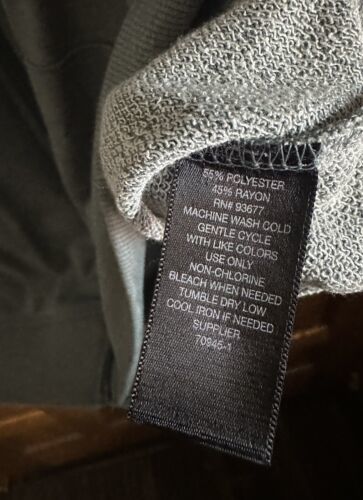 55% POLYESTER
45% RAYON
RN# 93677
MACHINE WASH COLD
GENTLE CYCLE
WITH LIKE COLORS
USE ONLY
NON-CHLORINE
BLEACH WHEN NEEDED
TUMBLE DRY LOW
COOL IRON IF NEEDED
SUPPLIER
70945-1